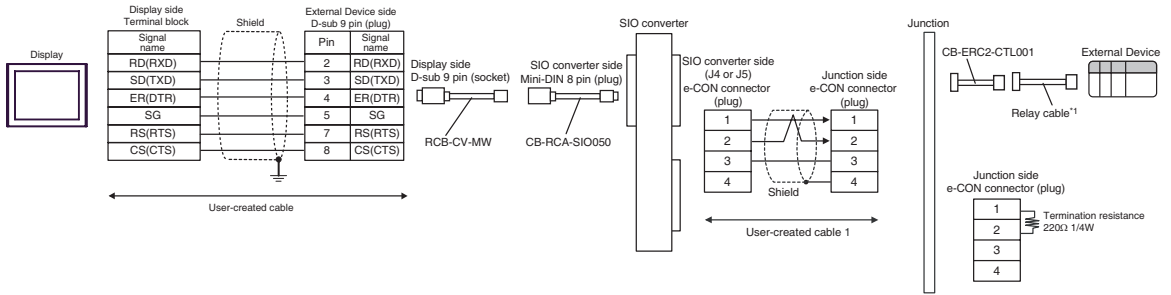 Display
Display side
Terminal block
Signal
name
RD(RXD)
SD(TXD)
ER(DTR)
SG
RS(RTS)
CS(CTS)
Shield
External Device side
D-sub 9 pin (plug)
Pin
Signal
name
2 RD(RXD)
3 SD(TXD)
4 ER(DTR)
5 SG
7 RS(RTS)
8 CS(CTS)
User-created cable
Display side
D-sub 9 pin (socket)
RCB-CV-MW
SIO converter side
Mini-DIN 8 pin (plug)
CB-RCA-SIO050
SIO converter
SIO converter side
(J4 or J5)
e-CON connector
(plug)
1
2
3
4
Shield
Junction side
e-CON connector
(plug)
1
2
3
4
User-created cable 1
Junction
CB-ERC2-CTL001
Relay cable*1
External Device
Junction side
e-CON connector (plug)
1
2
3
4
Termination resistance
220Ω 1/4W